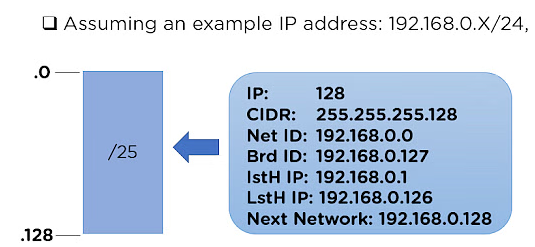 ❑ Assuming an example IP address: 192.168.0.X/24,
.0
/25
.128
IP: 128
CIDR: 255.255.255.128
Net ID: 192.168.0.0
Brd ID: 192.168.0.127
IstH IP: 192.168.0.1
LstH IP: 192.168.0.126
Next Network: 192.168.0.128